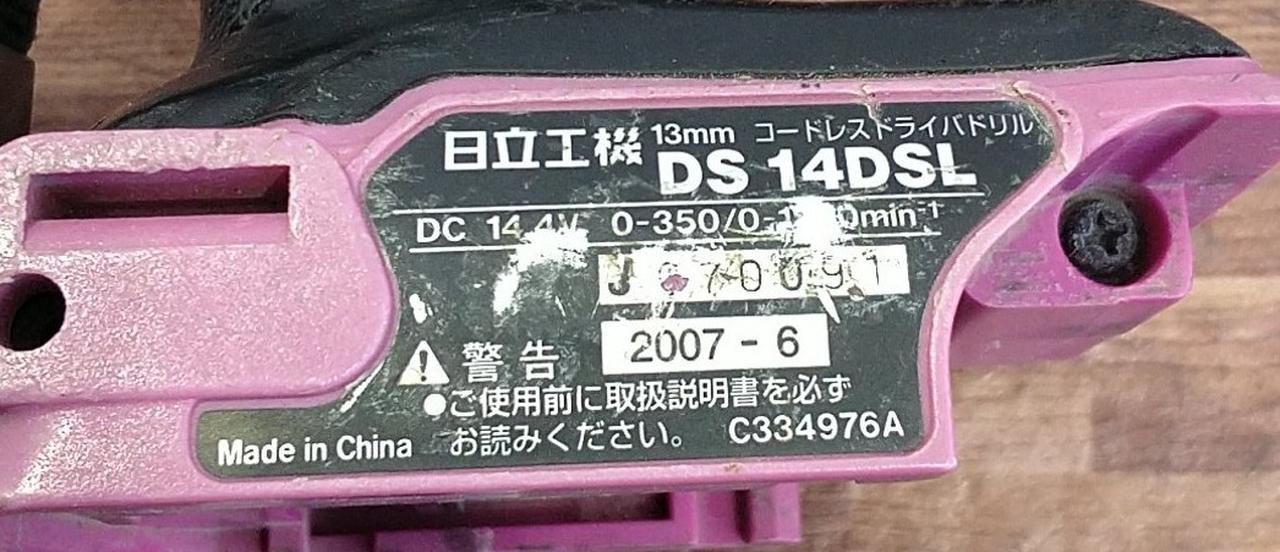 日立工機 13mm コードレスドライバドリル
DS 14DSL
DC 14.4V 0-350/0-
2007 - 6
警告
●ご使用前に取扱説明書を必ず
お読みください。 C334976A
Made in China